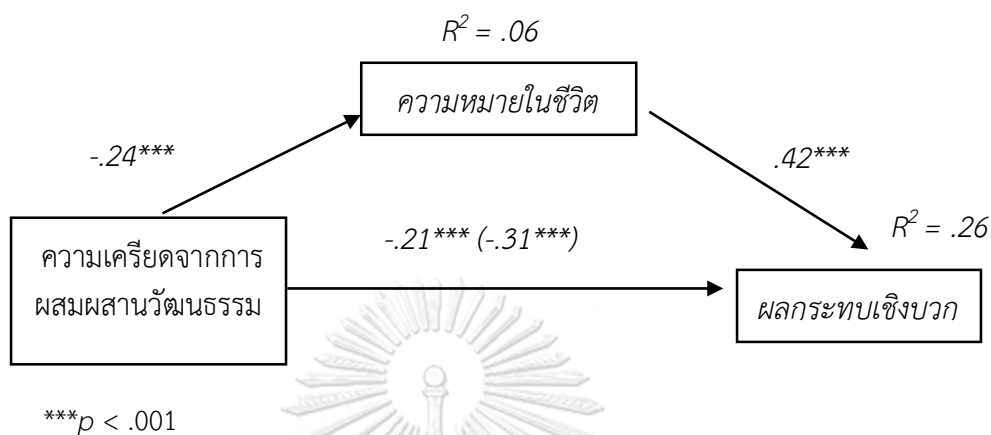 R² = .06
ความหมายในชีวิต
-.24***
.42***
R² = .26
ความเครียดจากการ
ผสมผสานวัฒนธรรม
-.21*** (-.31***)
ผลกระทบเชิงบวก
***p < .001